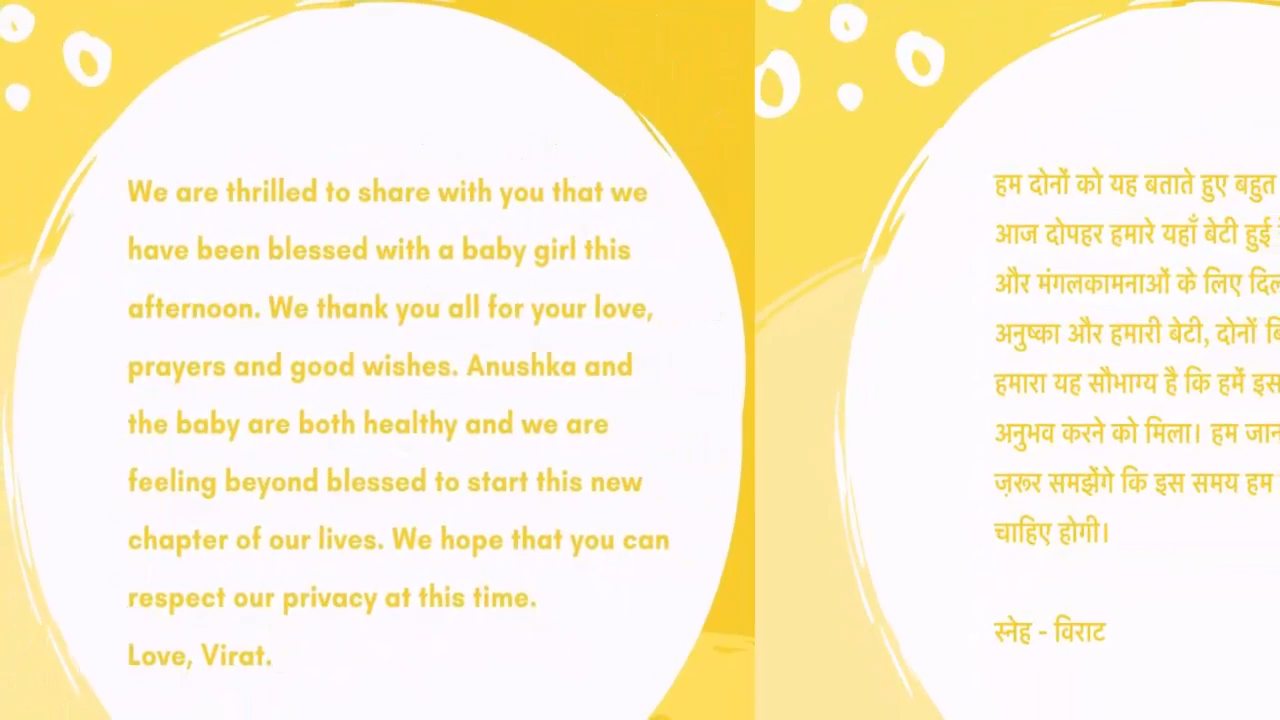 We are thrilled to share with you that we
have been blessed with a baby girl this
afternoon. We thank you all for your love,
prayers and good wishes. Anushka and
the baby are both healthy and we are
feeling beyond blessed to start this new
chapter of our lives. We hope that you can
respect our privacy at this time.
Love, Virat.
हम दोनों को यह बताते हुए बहुत
आज दोपहर हमारे यहाँ बेटी हुई
और मंगलकामनाओं के लिए
अनुष्का और हमारी बेटी, दोनों
हमारा यह सौभाग्य है कि हमें
अनुभव करने को मिला। हम
ज़रूर समझेंगे कि इस समय हम
चाहिए होगी।
स्नेह - विराट